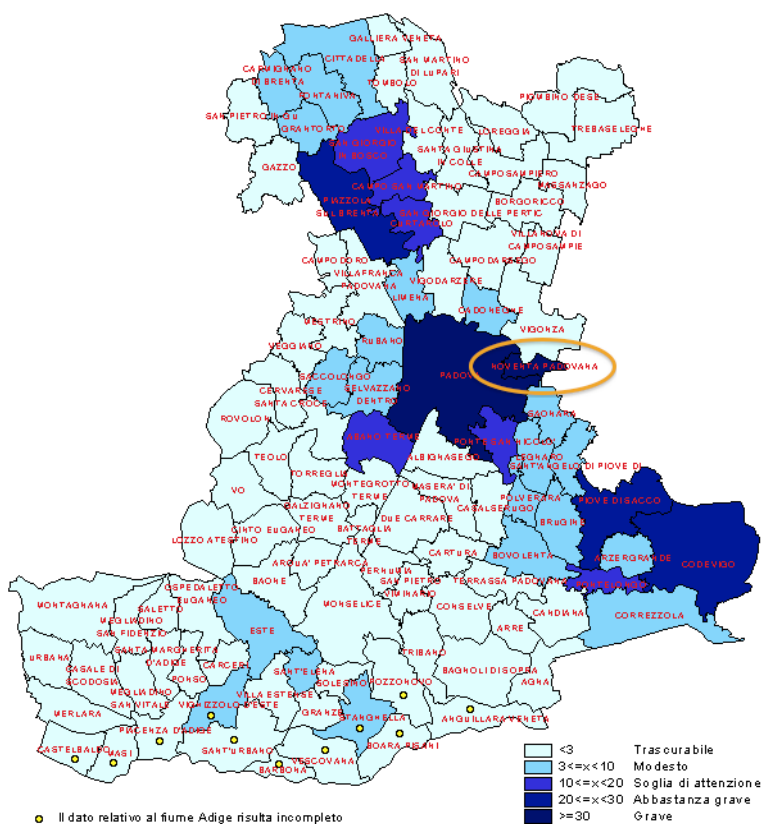 GALLIERA VENETA
CITTADELLA
SAN MARTINO
DI LUPARI
CARMIGNANO
DI BRENTA
TOMBOLO
FONTANIVA
PIOMBINO DESE
SAN PIETRO IN GU
GRANTORTO
VILLA DEL CONTE
LOREGGIA
TREBASELEGHE
SAN GIORGIO
IN BOSCO
SANTA GIUSTINA
IN COLLE
GAZZO
CAMPOSAMPIERO
CAMPO SAN MARTINO
MASSANZAGO
PIAZZOLA
SUL BRENTA
BORGORICCO
SAN GIORGIO DELLE PERTIC
CURTAROLO
VILLANOVA DI
CAMPOSAMPIE
CAMPODORO
CAMPODARSEGO
VILLAFRANCA
PADOVANA
VIGODARZERE
LIMENA
CADONEGHE
MESTRINO
VIGONZA
RUBANO
VEGGIANO
NOVENTA PADOVANA
SACCOLONGO
PADOV
CERVARESE
SANTA CROCE
SELVAZZANO
DENTRO
ROVOLON
SAONARA
ABANO TERME
PONTE SAN NICOLO'
ALBIGNASEGO
LEGNARO
TEOLO
SANT'ANGELO DI PIOVE DI
TORREGLIA
MONTEGROTTO
TERME
MASERA' DI
PADOVA
VO
GALZIGNANO
TERME
POLVERARA
PIOVE DI SACCO
CASALSERUGO
DUE CARRARE
BRUGINE
CINTO EUGANEO
BATTAGLIA
TERME
LOZZO ATESTINO
CARTURA
BOVOLENTA
ARZERGRANDE
CODEVIGO
ARQUA' PETRARCA
PERNUMIA
BAONE
SAN PIETRO
VIMINARIO
TERRASSA PADOVANA
PONTELONGO
OSPEDALETTO
EUGANEO
MONTAGNANA
SALETTO
MONSELICE
CONSELVE
CANDIANA
CORREZZOLA
MEGLIADINO
SAN FIDENZIO
ESTE
ARRE
URBANA
SANTA MARGHERITA
D'ADIGE
TRIBANO
CASALE DI
SCODOSIA
CARCERI
SANT'ELENA
BAGNOLI DI SOPRA
PONSO
SOLESINO
POZZONOVO
AGNA
MEGLIADINO
SAN VITALE
VILLA ESTENSE
VIGHIZZOLO D'ESTE
MERLARA
GRANZE
STANGHELLA
ANGUILLARA VENETA
PIACENZA D'ADIGE
CASTELBALDO
MASI
SANT'URBANO
BOARA PISANI
VESCOVANA
BARBONA
<3 Trascurabile
3<=x<10 Modesto
10<=x<20 Soglia di attenzione
20<=x<30 Abbastanza grave
>=30 Grave
Il dato relativo al fiume Adige risulta incompleto